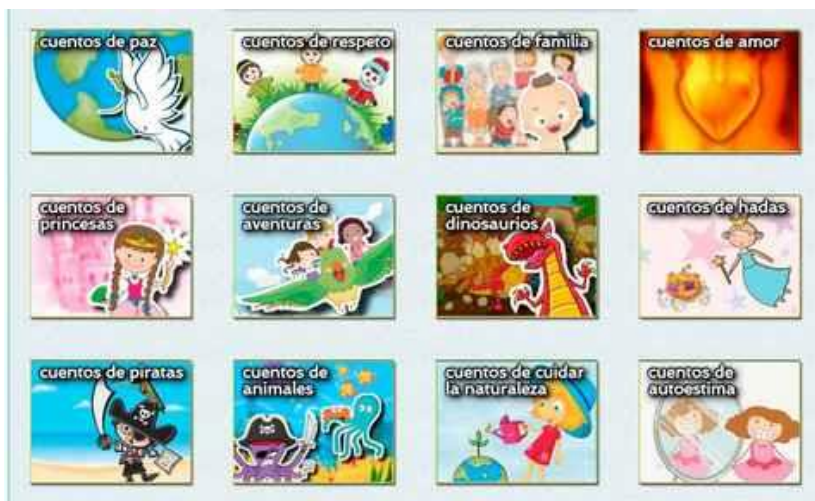 cuentos de paz
cuentos de respeto
cuentos de familia
cuentos de amor
cuentos de
princesas
cuentos de
aventuras
cuentos de
dinosaurios
cuentos de hadas
cuentos de piratas
cuentos de
animales
cuentos de cuidar
la naturaleza
cuentos de
autoestima